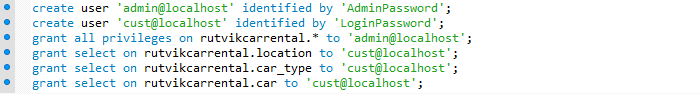 create user 'admin@localhost' identified by 'AdminPassword';
create user 'cust@localhost' identified by 'LoginPassword';
grant all privileges on rutvikcarrental.* to 'admin@localhost';
grant select on rutvikcarrental.location to 'cust@localhost';
grant select on rutvikcarrental.car_type to 'cust@localhost';
grant select on rutvikcarrental.car to 'cust@localhost';